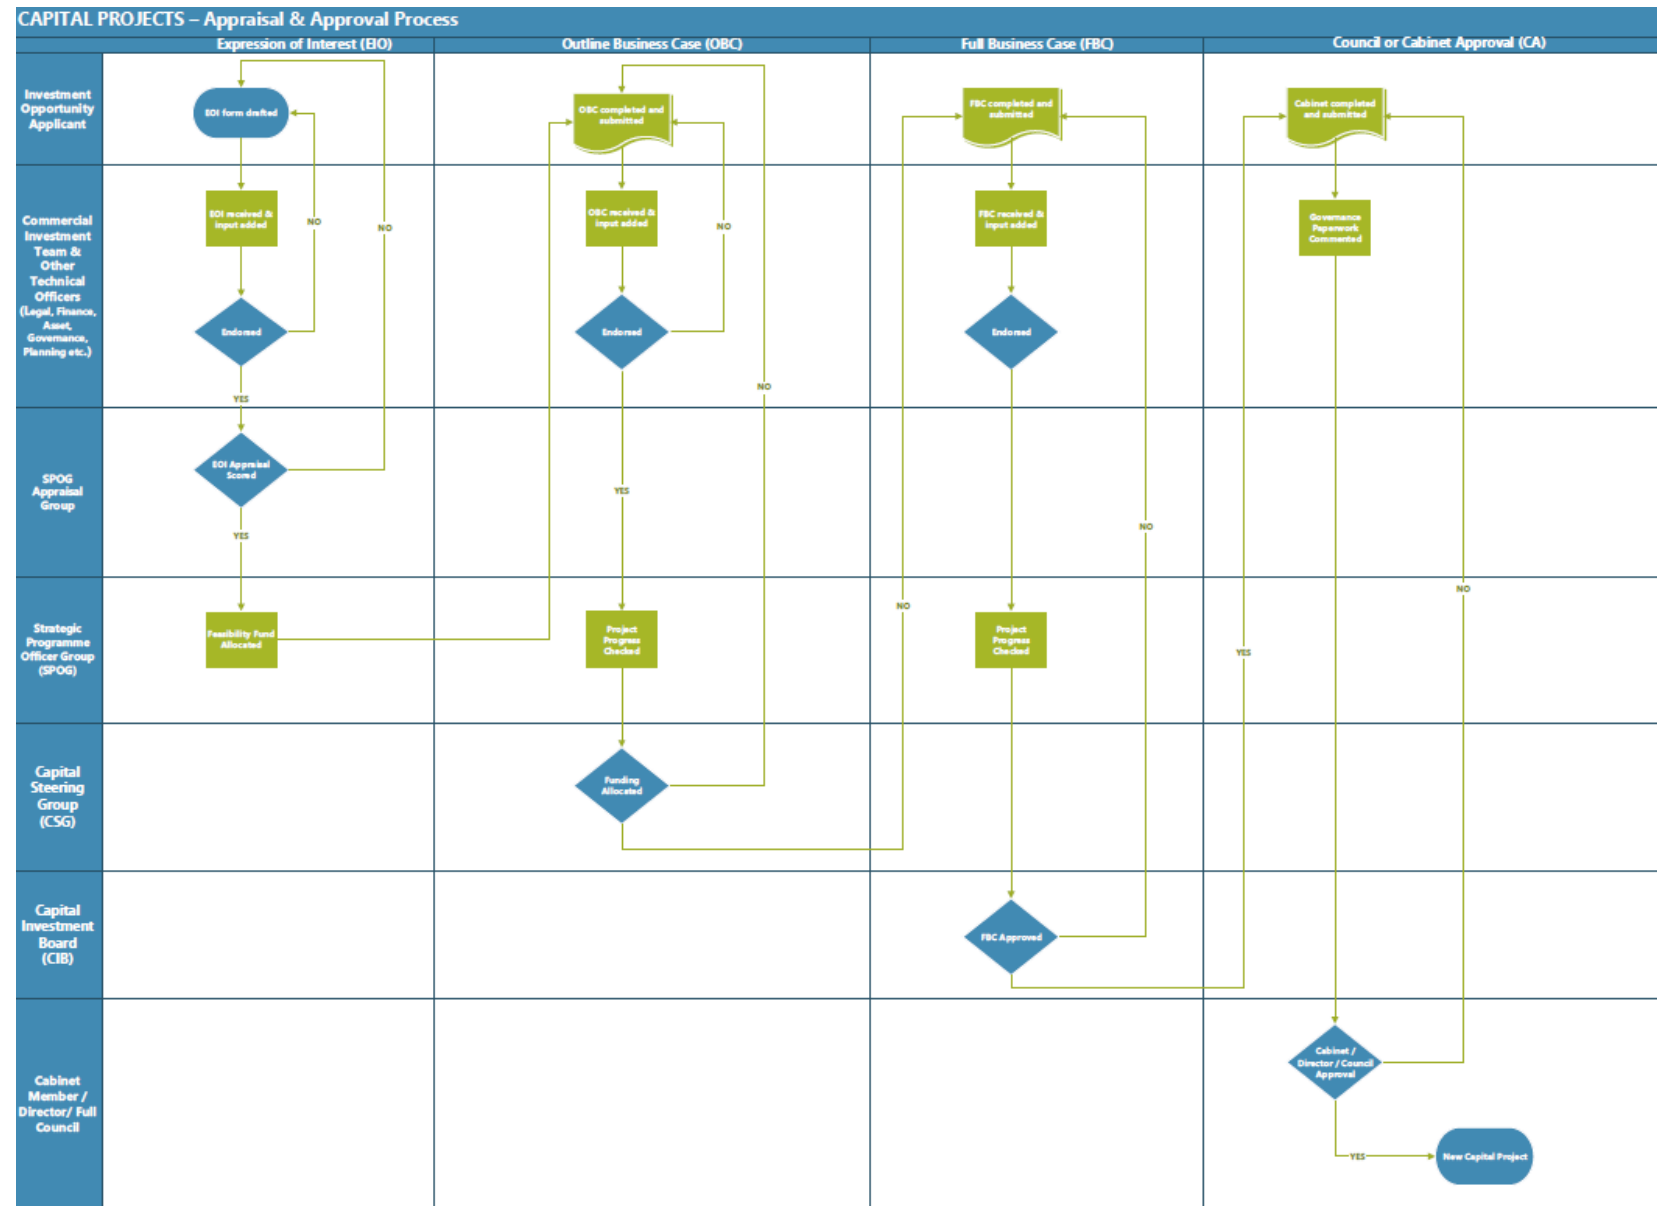 CAPITAL PROJECTS – Appraisal & Approval Process
Expression of Interest (EIO)
Outline Business Case (OBC)
Full Business Case (FBC)
Council or Cabinet Approval (CA)
Investment
Opportunity
Applicant
EOI form drafted
OBC completed and
submitted
FBC completed and
submitted
Cabinet completed
and submitted
Commercial
Investment
Team &
Other
Technical
Officers
(Legal, Finance,
Asset,
Governance,
Planning etc.)
EOI received &
input added
NO
NO
Endorsed
YES
OBC received &
input added
NO
Endorsed
NO
FBC received &
input added
Endorsed
Governance
Paperwork
Commented
SPOG
Appraisal
Group
EOI Appraisal
Scored
YES
YES
NO
Strategic
Programme
Officer Group
(SPOG)
Feasibility Fund
Allocated
Project
Progress
Checked
NO
Project
Progress
Checked
YES
NO
Capital
Steering
Group
(CSG)
Funding
Allocated
Capital
Investment
Board
(CIB)
FBC Approved
Cabinet
Member /
Director/ Full
Council
Cabinet /
Director / Council
Approval
YES
New Capital Project